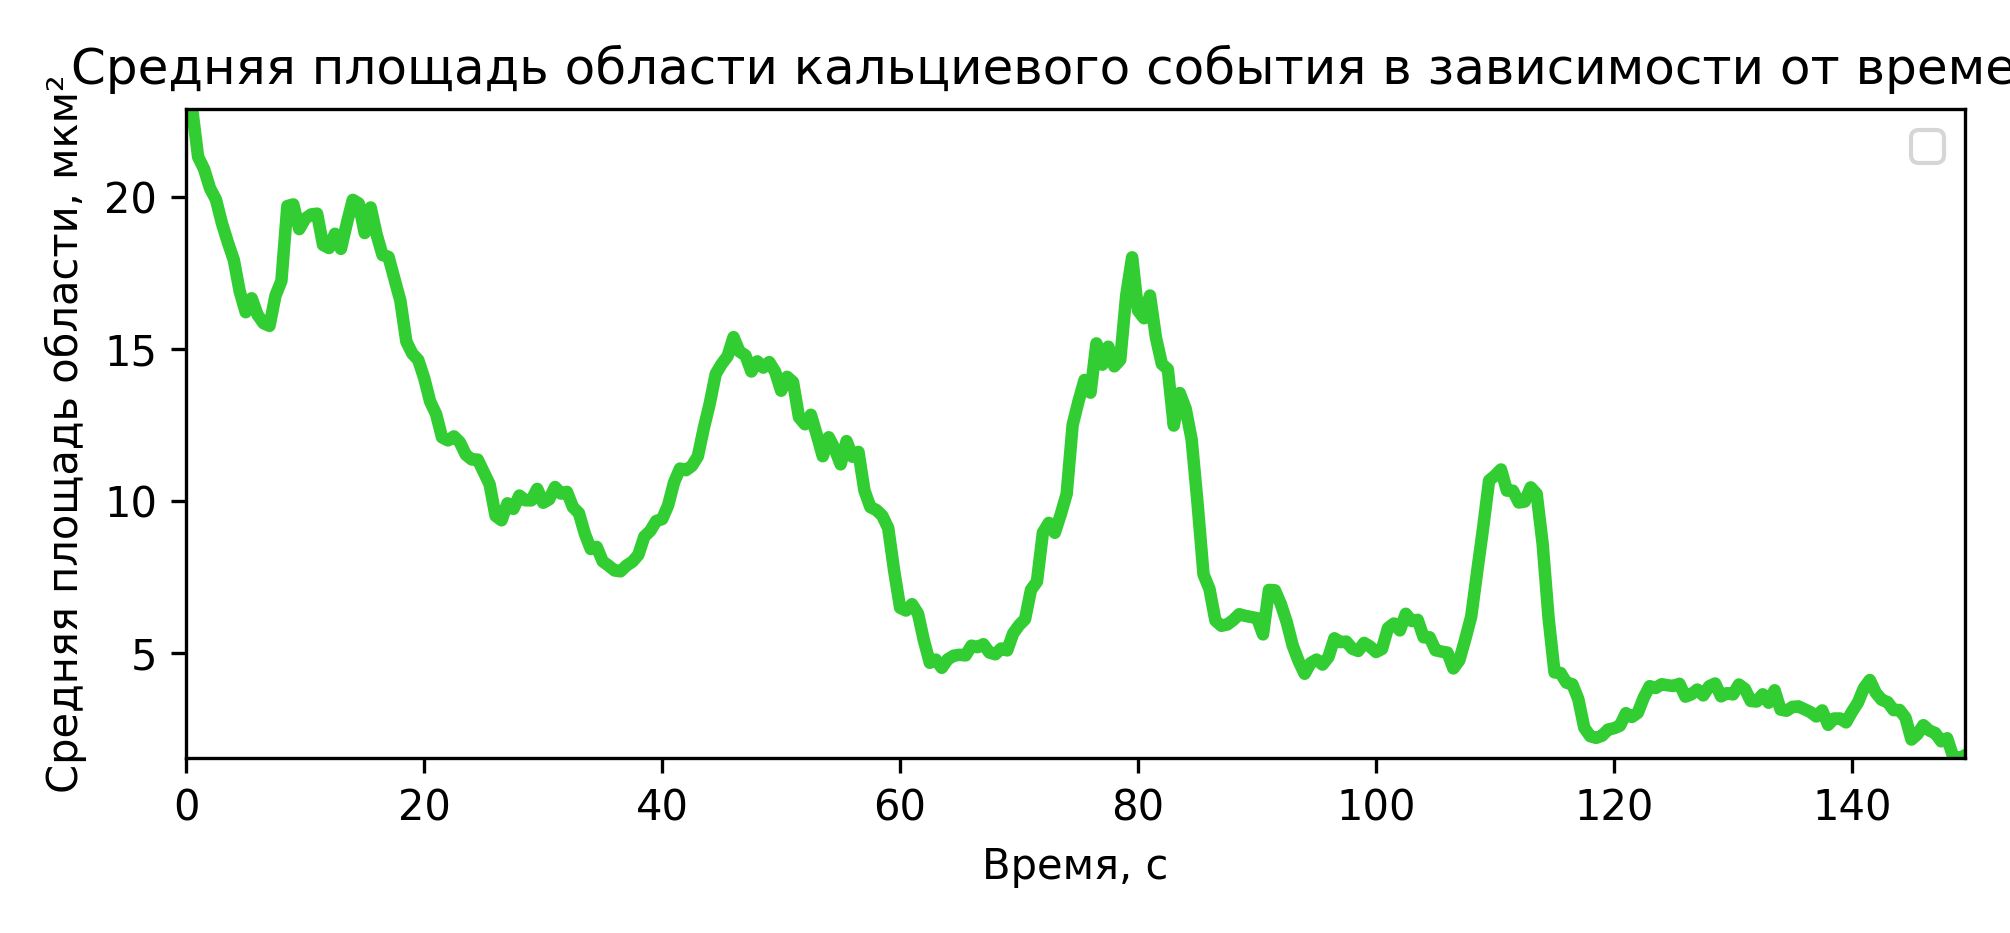 Средняя площадь области кальциевого события в зависимости от време
Средняя площадь области, мкм²
20
15
10
5
0 20 40 60 80 100 120 140
Время, с